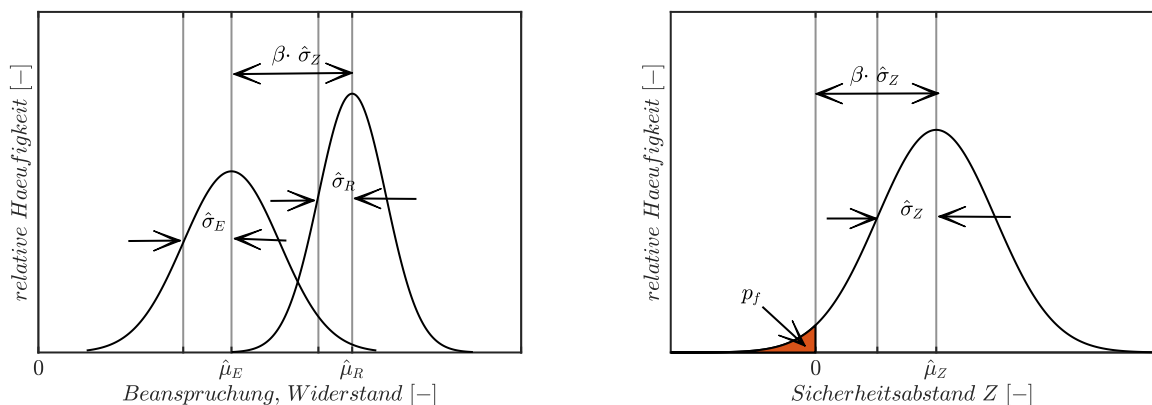 relative Haeufigkeit [−]
β· σ̂_Z
σ̂_R
σ̂_E
0
μ̂_E
μ̂_R
Beanspruchung, Widerstand [−]
relative Haeufigkeit [−]
β· σ̂_Z
σ̂_Z
p_f
0
μ̂_Z
Sicherheitsabstand Z [−]